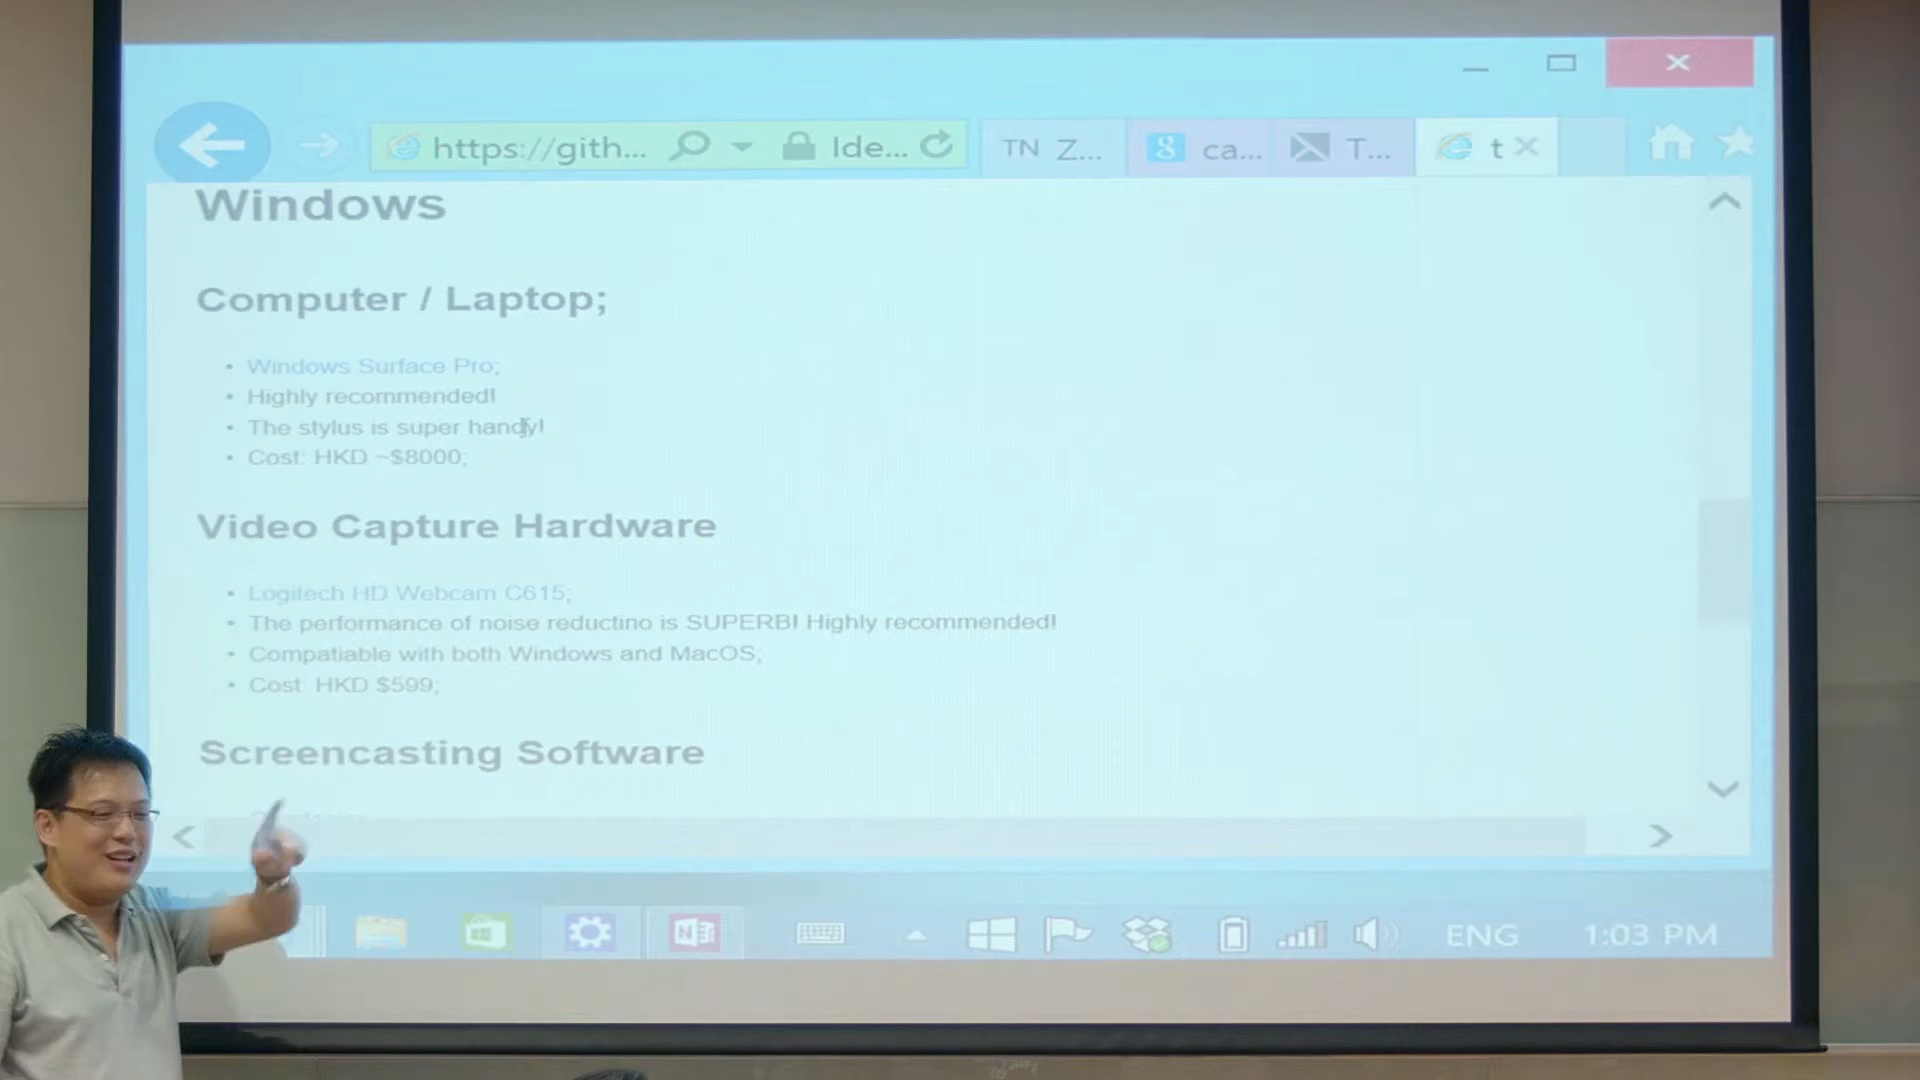 https://gith... Ide... TN Z... ca... T... t
Windows
Computer / Laptop;
• Windows Surface Pro;
• Highly recommended!
• The stylus is super handy!
• Cost: HKD ~$8000;
Video Capture Hardware
• Logitech HD Webcam C615;
• The performance of noise reductino is SUPERB! Highly recommended!
• Compatiable with both Windows and MacOS;
• Cost: HKD $599;
Screencasting Software
ENG 1:03 PM